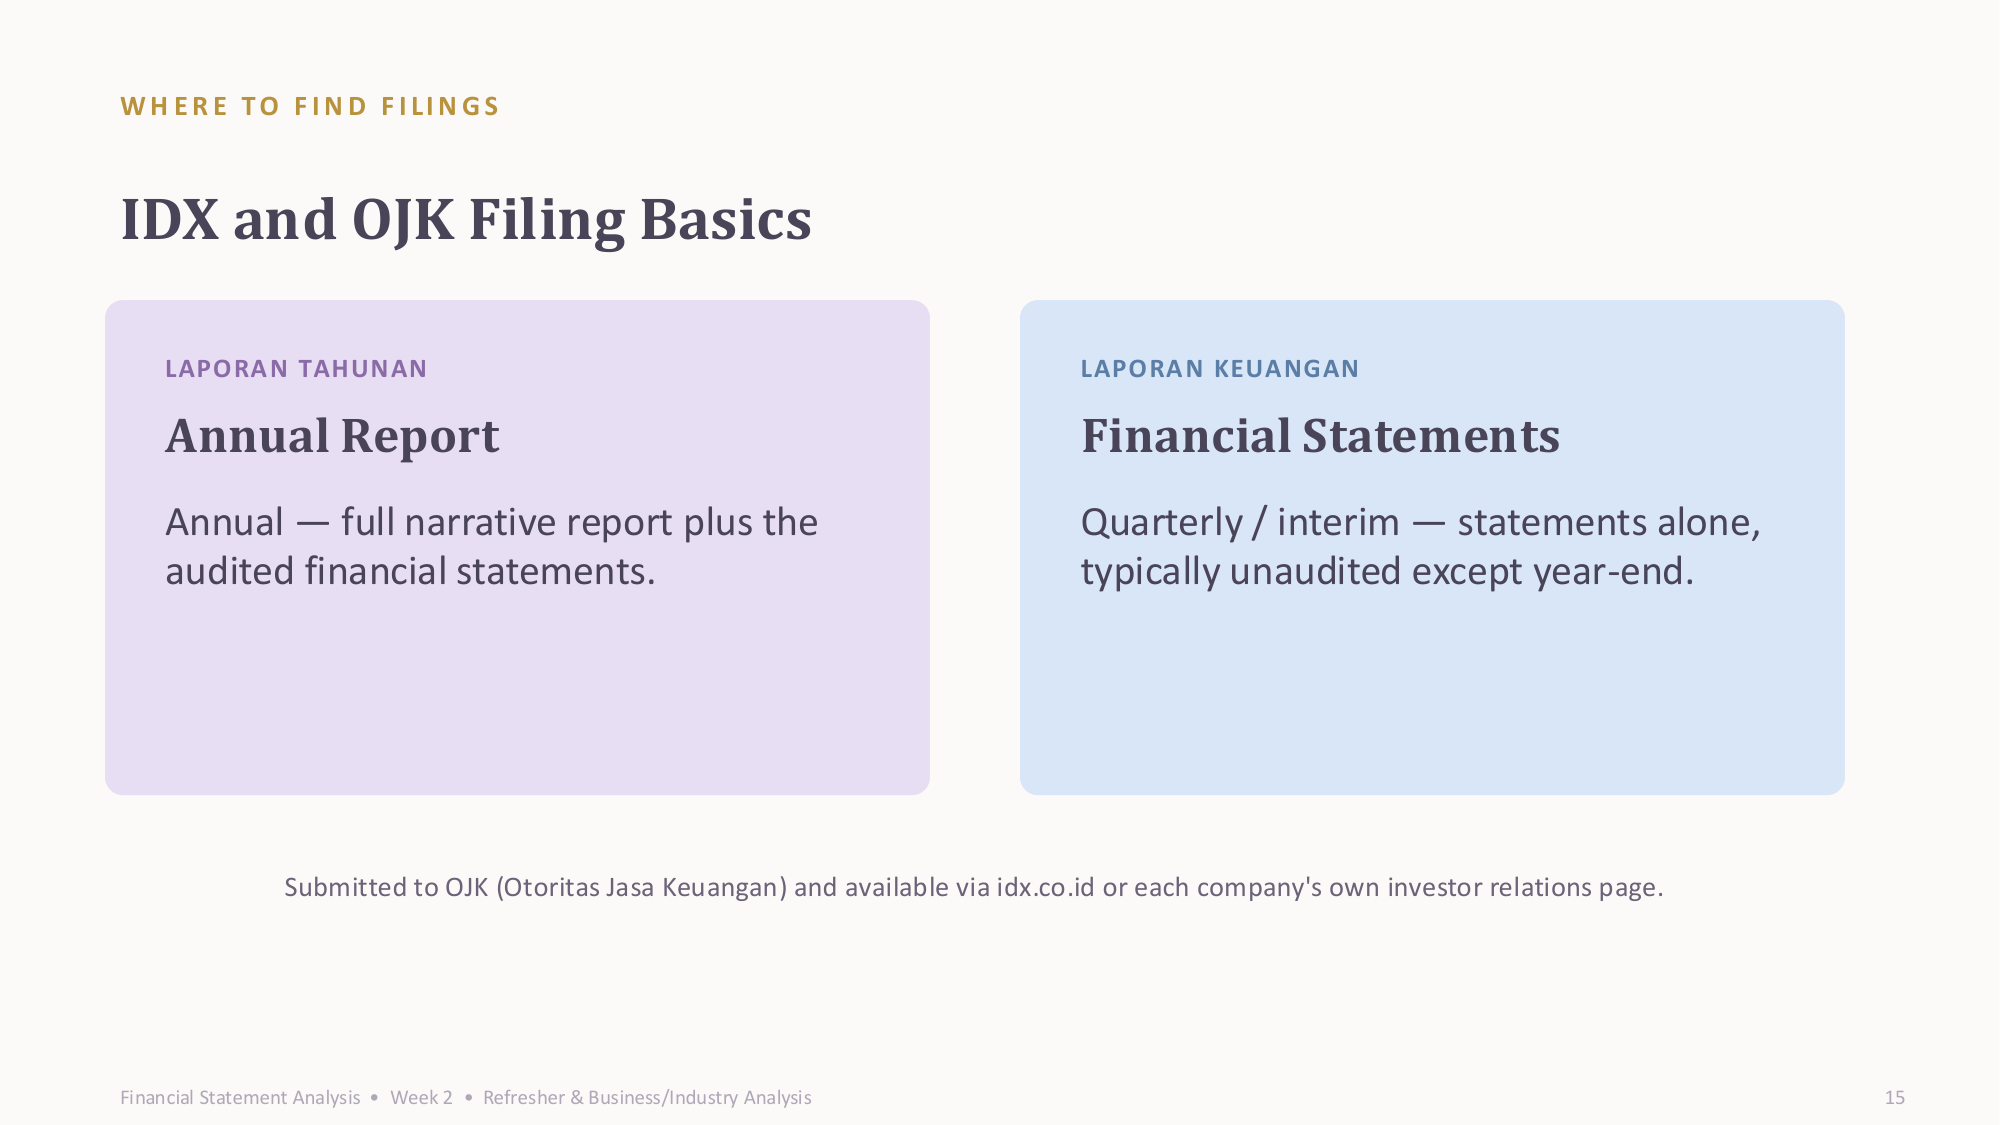 WHERE TO FIND FILINGS
IDX and OJK Filing Basics
LAPORAN TAHUNAN
Annual Report
Annual — full narrative report plus the
audited financial statements.
LAPORAN KEUANGAN
Financial Statements
Quarterly / interim — statements alone,
typically unaudited except year-end.
Submitted to OJK (Otoritas Jasa Keuangan) and available via idx.co.id or each company's own investor relations page.
Financial Statement Analysis • Week 2 • Refresher & Business/Industry Analysis
15